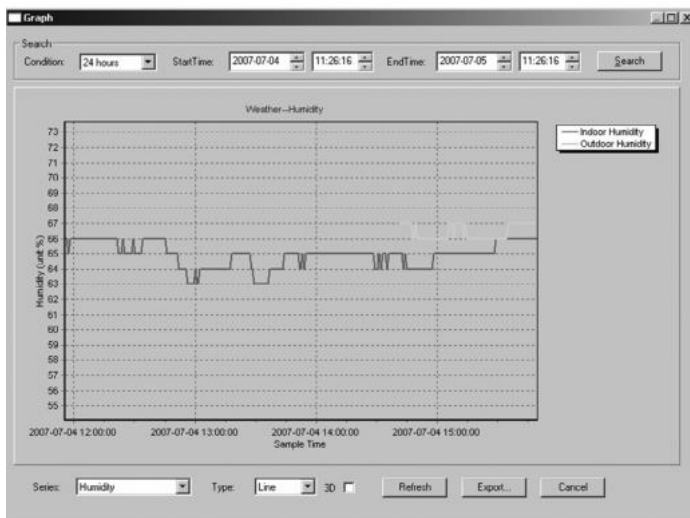 Graph
Search
Condition: 24 hours StartTime: 2007-07-04 11:26:16 EndTime: 2007-07-05 11:26:16 Search
Weather--Humidity
Indoor Humidity
Outdoor Humidity
Humidity (unit %)
73
72
71
70
69
68
67
66
65
64
63
62
61
60
59
58
57
56
55
2007-07-04 12:00:00 2007-07-04 13:00:00 2007-07-04 14:00:00 2007-07-04 15:00:00
Sample Time
Series: Humidity Type: Line 3D Refresh Export... Cancel